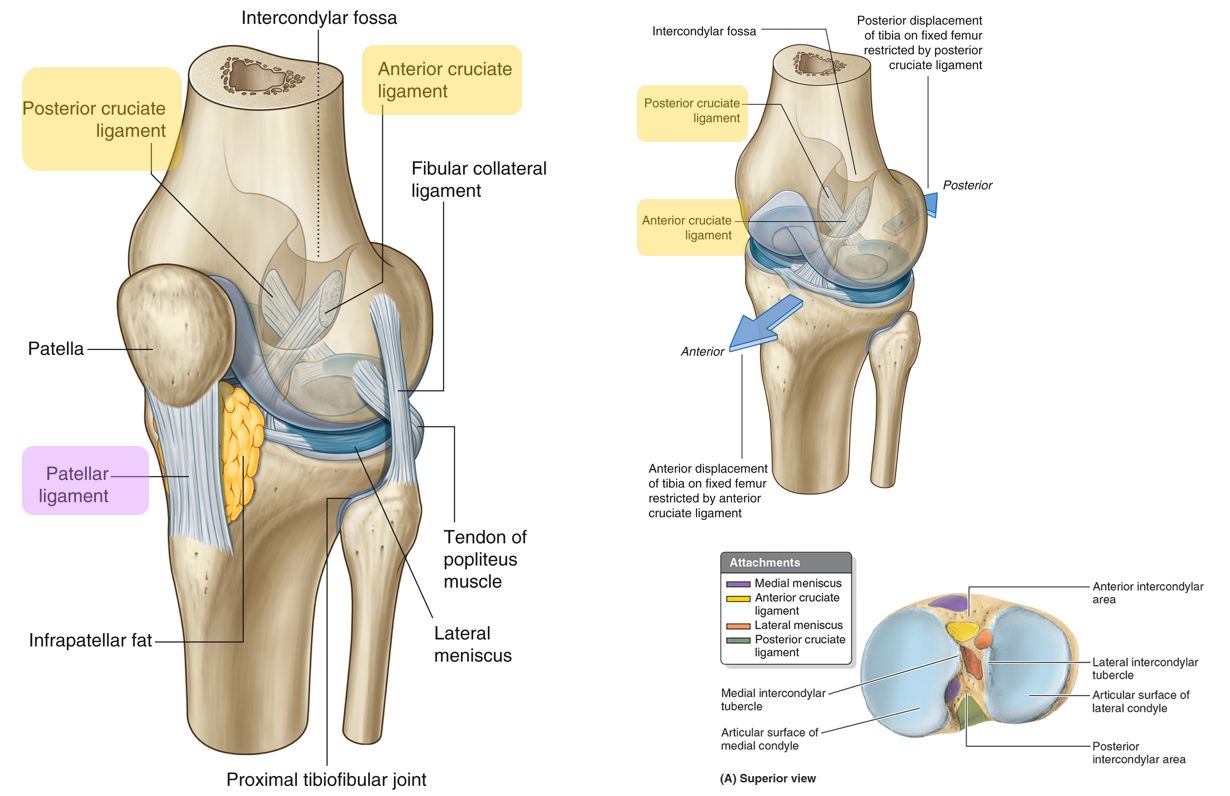 Intercondylar fossa
Anterior cruciate
ligament
Posterior cruciate
ligament
Fibular collateral
ligament
Patella
Patellar
ligament
Tendon of
popliteus
muscle
Infrapatellar fat
Lateral
meniscus
Proximal tibiofibular joint
Intercondylar fossa
Posterior displacement
of tibia on fixed femur
restricted by posterior
cruciate ligament
Posterior cruciate
ligament
Posterior
Anterior cruciate
ligament
Anterior
Anterior displacement
of tibia on fixed femur
restricted by anterior
cruciate ligament
Attachments
Medial meniscus
Anterior cruciate
ligament
Lateral meniscus
Posterior cruciate
ligament
Anterior intercondylar
area
Lateral intercondylar
tubercle
Articular surface of
lateral condyle
Medial intercondylar
tubercle
Articular surface of
medial condyle
Posterior
intercondylar area
(A) Superior view